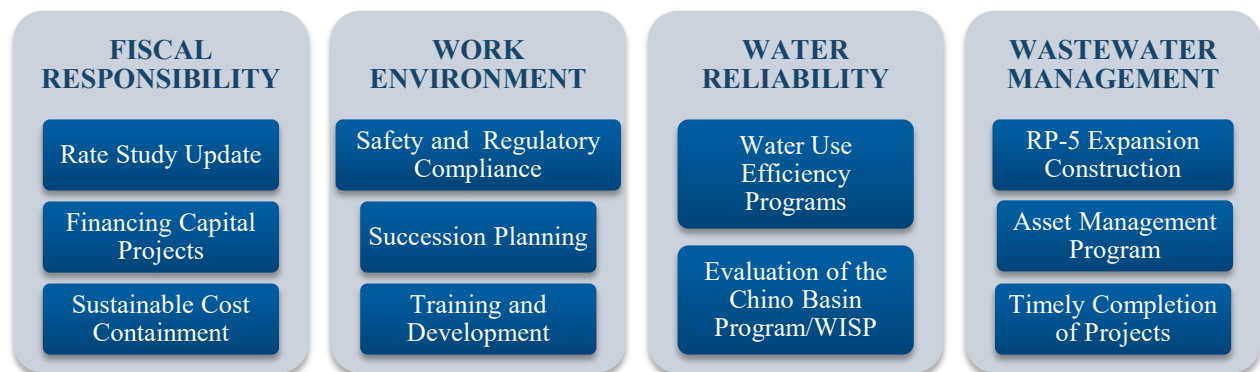 FISCAL
RESPONSIBILITY
Rate Study Update
Financing Capital
Projects
Sustainable Cost
Containment
WORK
ENVIRONMENT
Safety and Regulatory
Compliance
Succession Planning
Training and
Development
WATER
RELIABILITY
Water Use
Efficiency
Programs
Evaluation of the
Chino Basin
Program/WISP
WASTEWATER
MANAGEMENT
RP-5 Expansion
Construction
Asset Management
Program
Timely Completion
of Projects